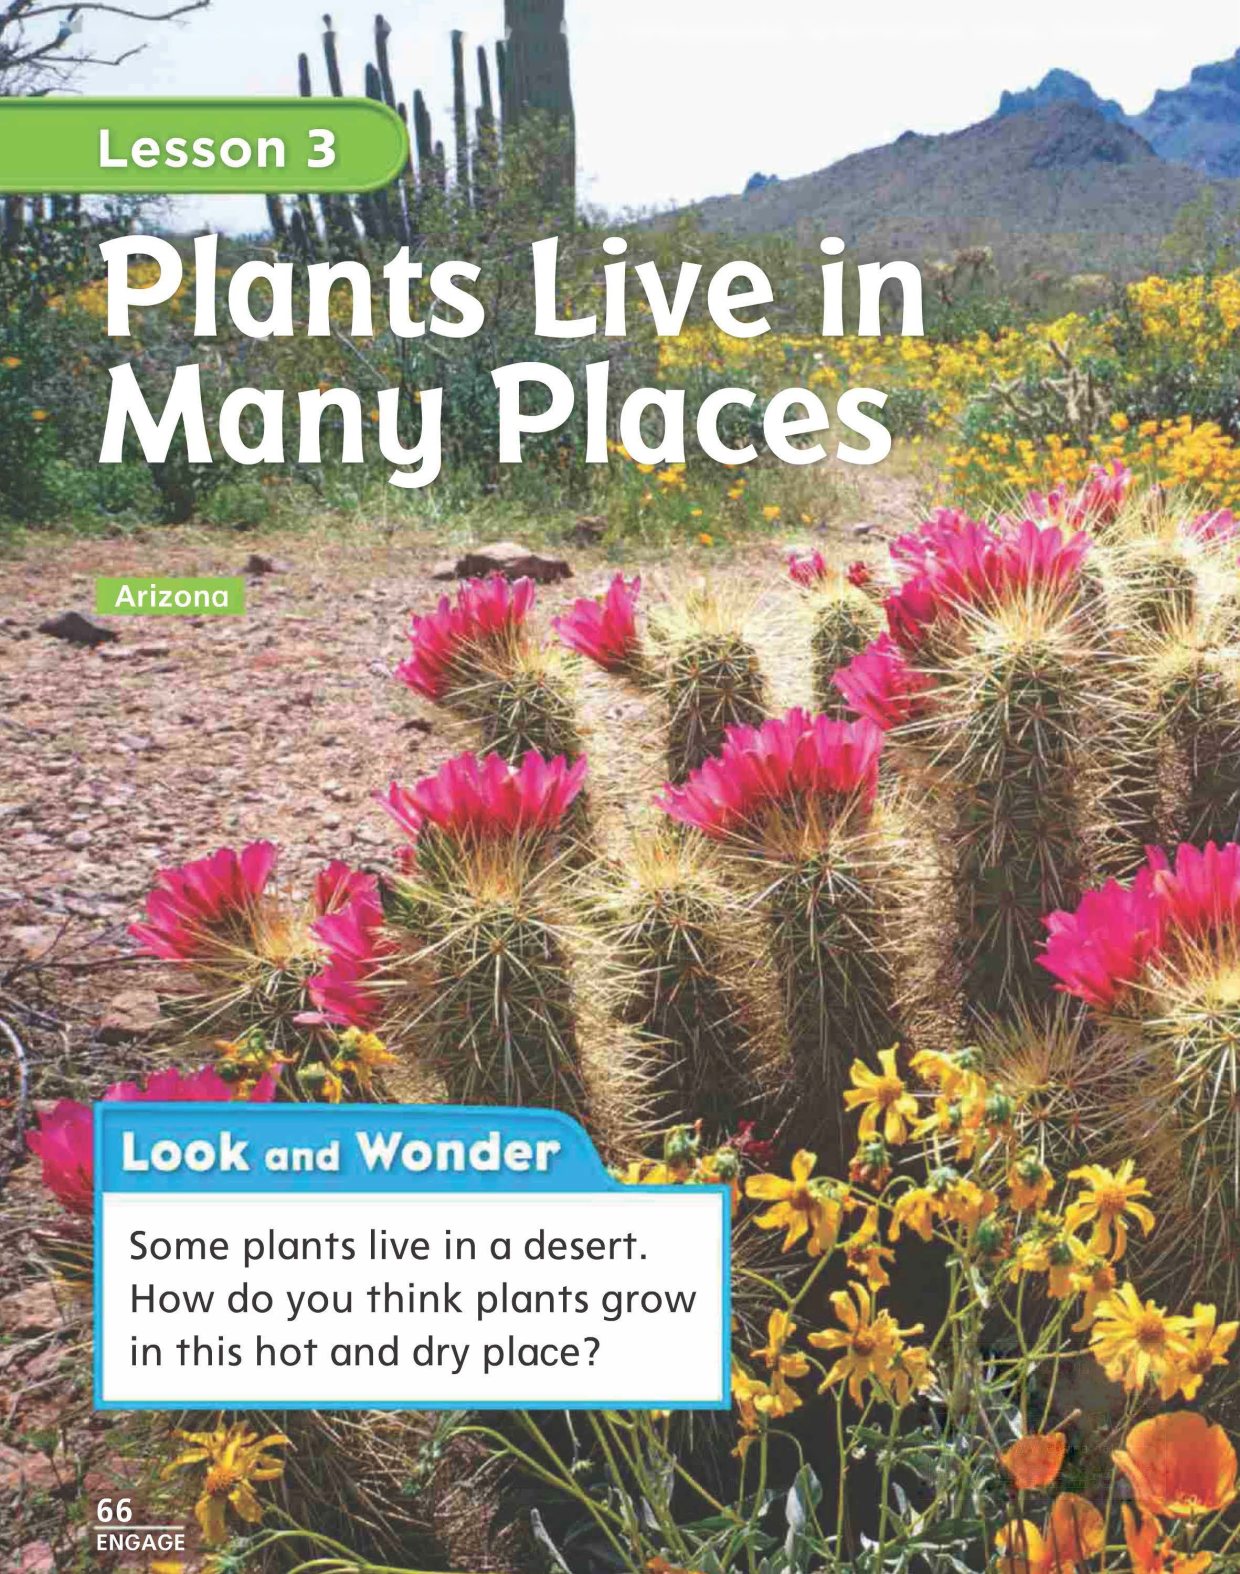 Lesson 3
Plants Live in
Many Places
Arizona
Look and Wonder
Some plants live in a desert.
How do you think plants grow
in this hot and dry place?
66
ENGAGE